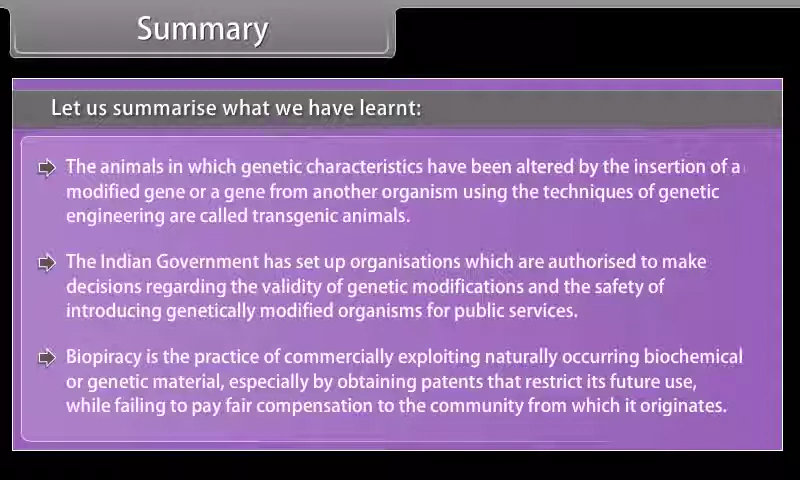 Summary
Let us summarise what we have learnt:
The animals in which genetic characteristics have been altered by the insertion of a
modified gene or a gene from another organism using the techniques of genetic
engineering are called transgenic animals.
The Indian Government has set up organisations which are authorised to make
decisions regarding the validity of genetic modifications and the safety of
introducing genetically modified organisms for public services.
Biopiracy is the practice of commercially exploiting naturally occurring biochemical
or genetic material, especially by obtaining patents that restrict its future use,
while failing to pay fair compensation to the community from which it originates.